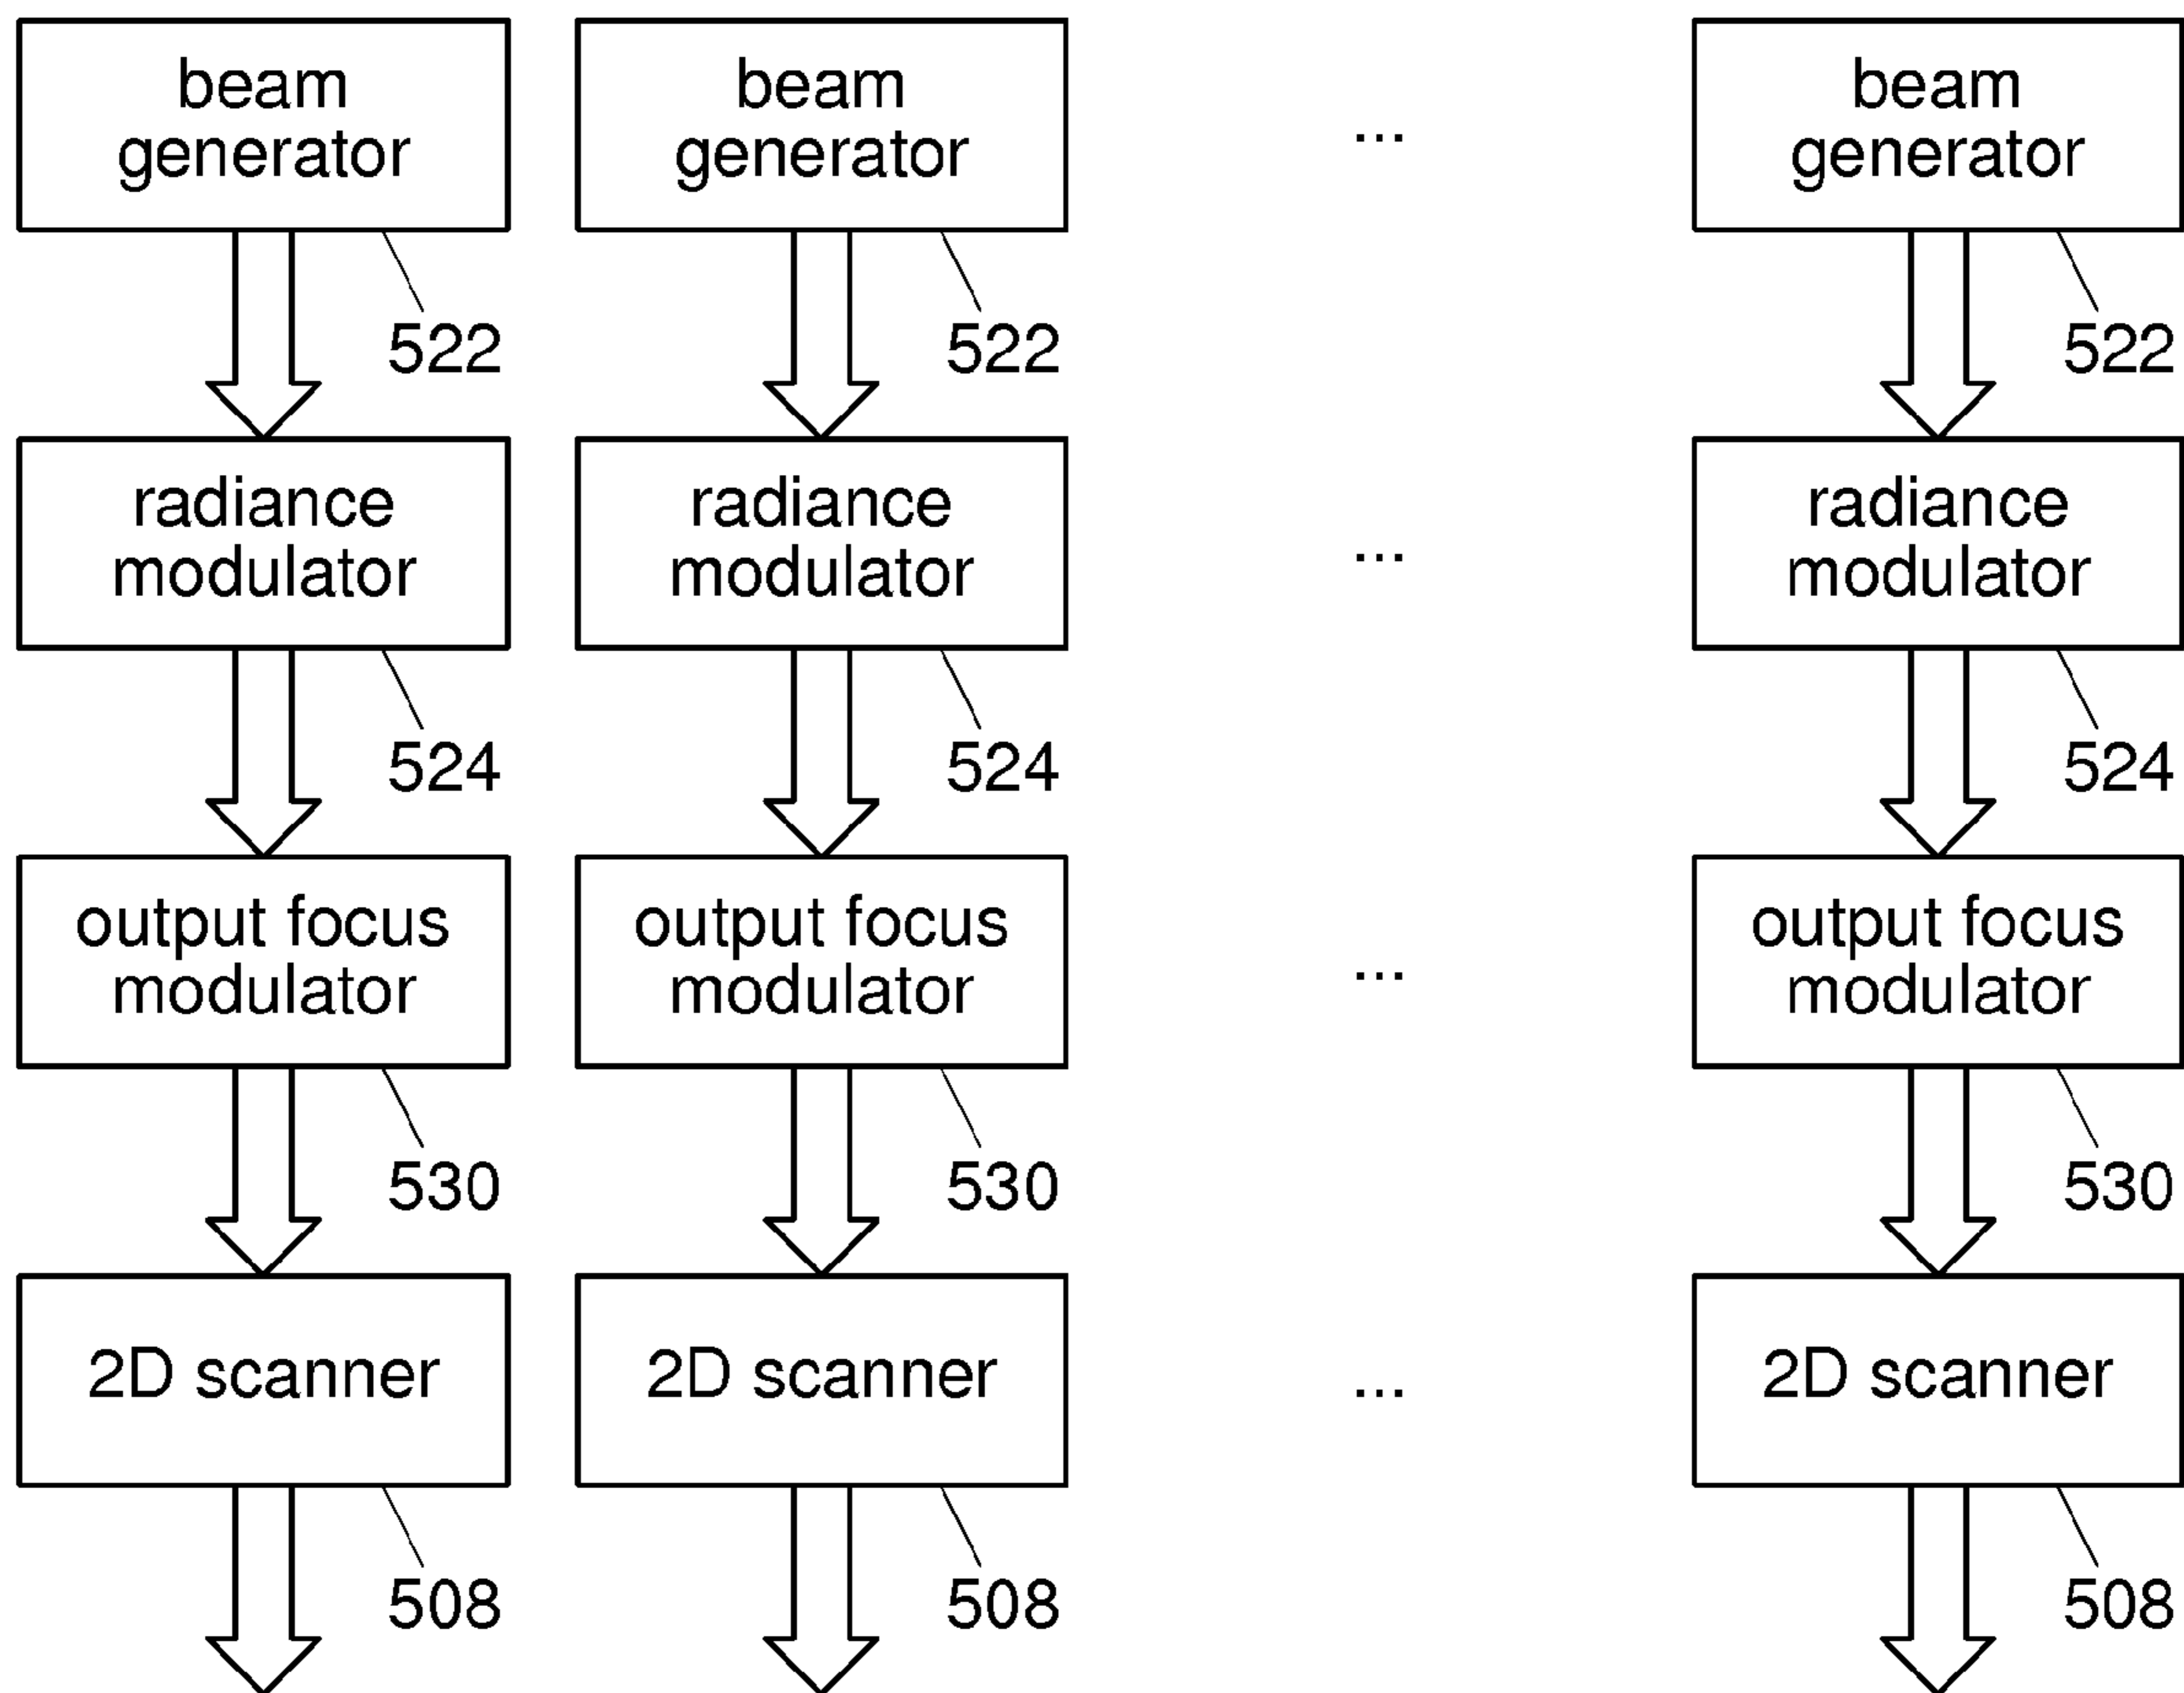 beam
generator
beam
generator
...
beam
generator
522
522
522
radiance
modulator
radiance
modulator
...
radiance
modulator
524
524
524
output focus
modulator
output focus
modulator
...
output focus
modulator
530
530
530
2D scanner
2D scanner
...
2D scanner
508
508
508